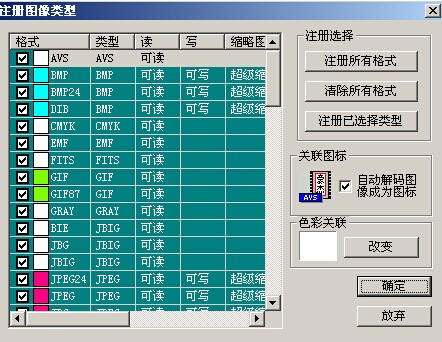 注册图像类型
格式 类型 读 写 缩略图
AVS AVS 可读
BMP BMP 可读 可写 超级缩
BMP24 BMP 可读 可写 超级缩
DIB BMP 可读 可写 超级缩
CMYK CMYK 可读
EMF EMF 可读
FITS FITS 可读
GIF GIF 可读
GIF87 GIF 可读
GRAY GRAY 可读
BIE JBIG 可读
JBG JBIG 可读
JBIG JBIG 可读
JPEG24 JPEG 可读 可写 超级缩
JPEG JPEG 可读 可写 超级缩
注册选择
注册所有格式
清除所有格式
注册已选择类型
关联图标
AVS
自动解码图
像成为图标
色彩关联
改变
确定
放弃